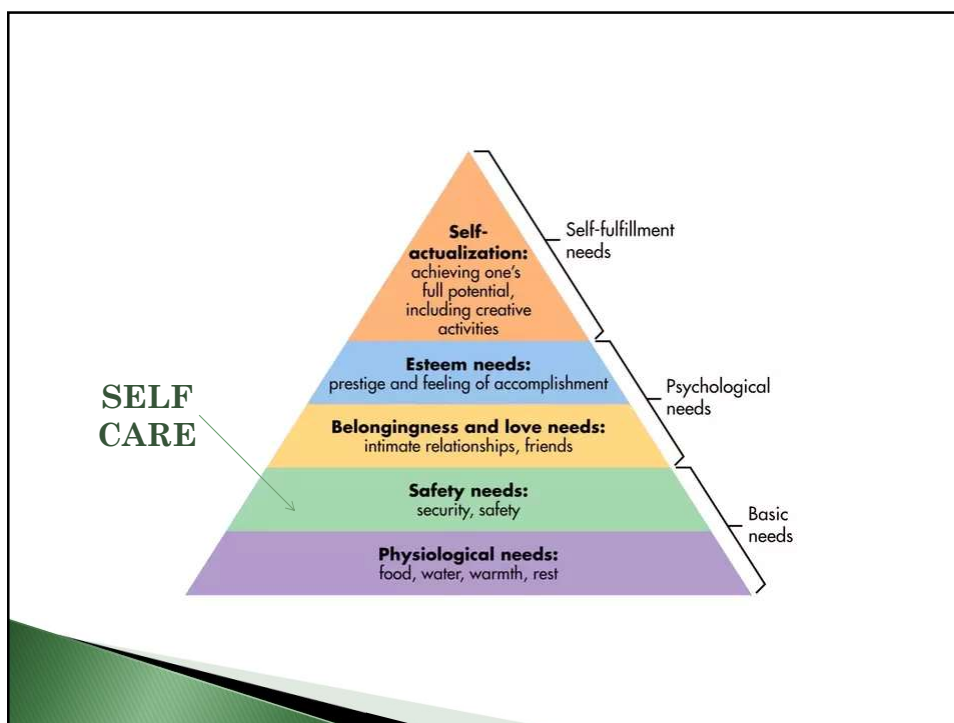 Self-
actualization:
achieving one's
full potential,
including creative
activities
Self-fulfillment
needs
Esteem needs:
prestige and feeling of accomplishment
Psychological
needs
SELF
CARE
Belongingness and love needs:
intimate relationships, friends
Safety needs:
security, safety
Basic
needs
Physiological needs:
food, water, warmth, rest